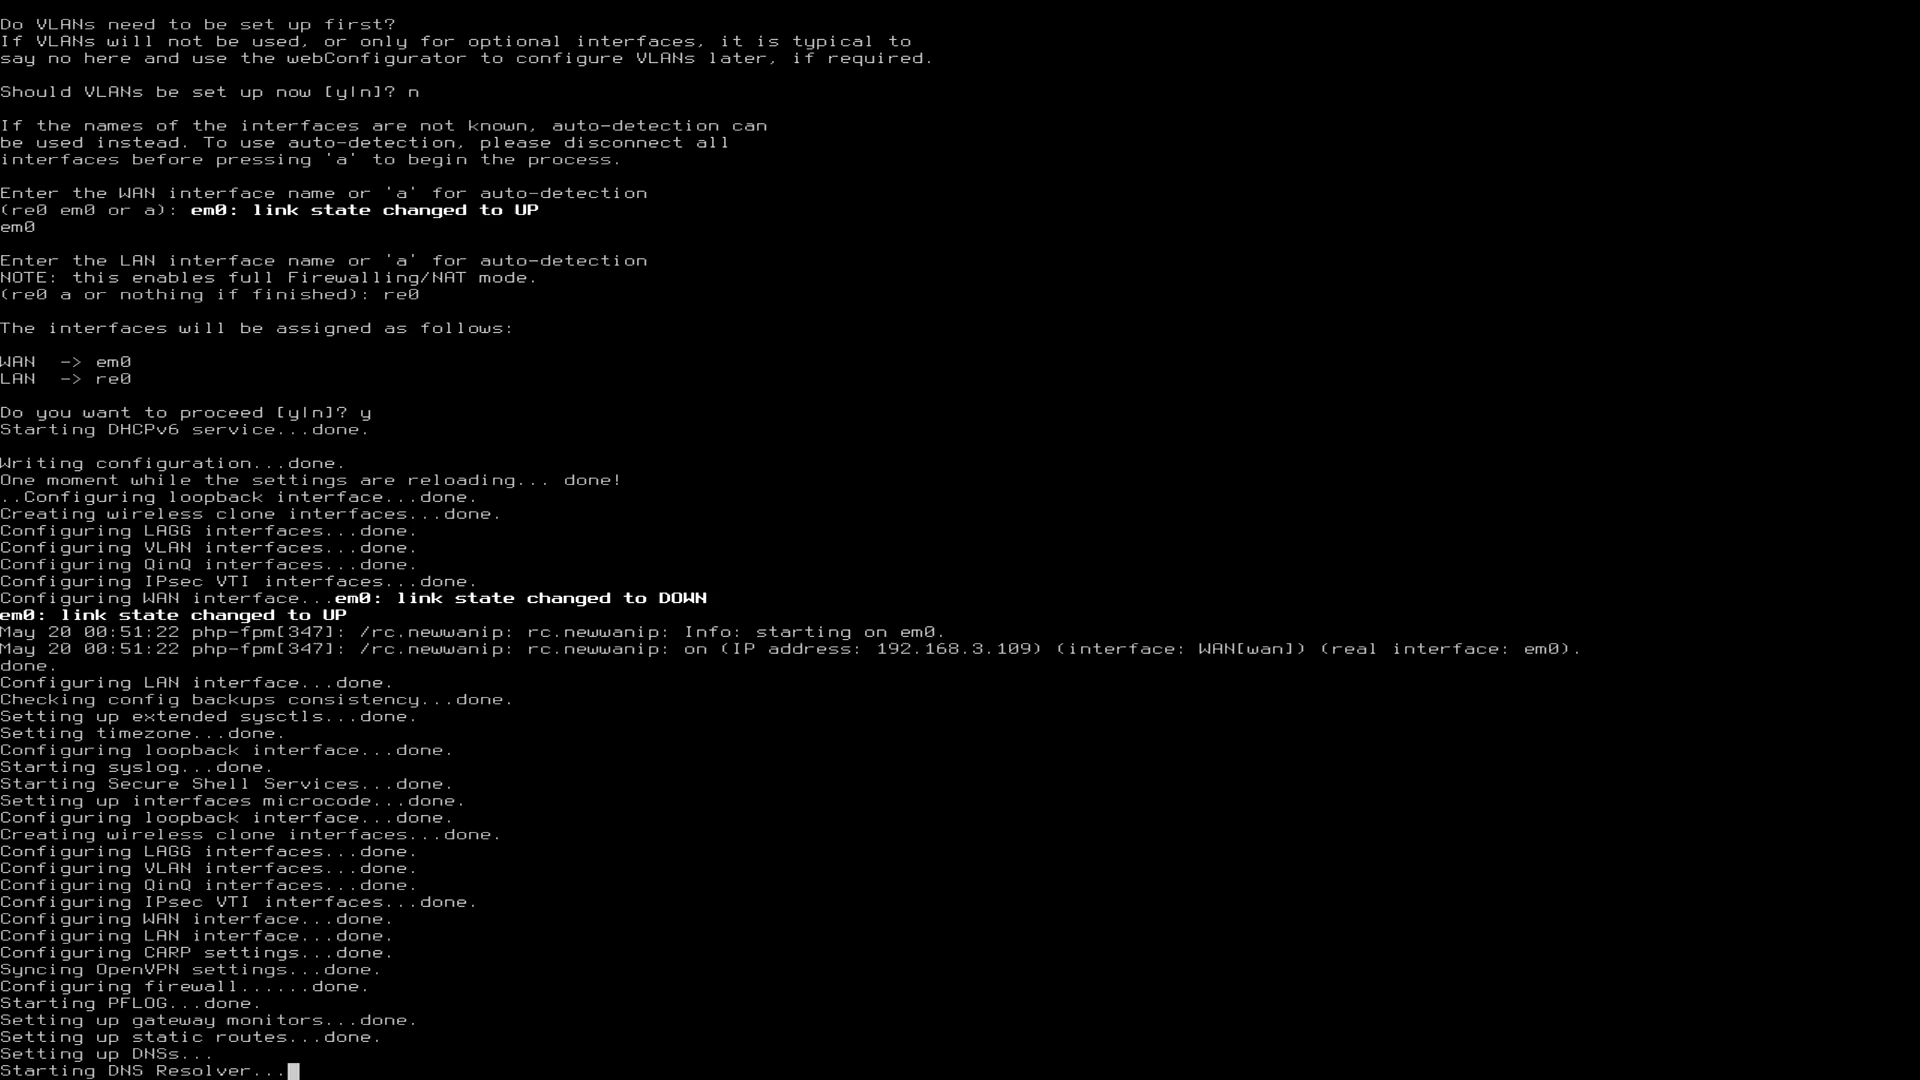 Do VLANs need to be set up first?
If VLANs will not be used, or only for optional interfaces, it is typical to
say no here and use the webConfigurator to configure VLANs later, if required.
Should VLANs be set up now [y|n]? n
If the names of the interfaces are not known, auto-detection can
be used instead. To use auto-detection, please disconnect all
interfaces before pressing 'a' to begin the process.
Enter the WAN interface name or 'a' for auto-detection
(re0 em0 or a): em0: link state changed to UP
em0
Enter the LAN interface name or 'a' for auto-detection
NOTE: this enables full Firewalling/NAT mode.
(re0 a or nothing if finished): re0
The interfaces will be assigned as follows:
WAN  -> em0
LAN  -> re0
Do you want to proceed [y|n]? y
Starting DHCPv6 service...done.
Writing configuration...done.
One moment while the settings are reloading... done!
..Configuring loopback interface...done.
Creating wireless clone interfaces...done.
Configuring LAGG interfaces...done.
Configuring VLAN interfaces...done.
Configuring QinQ interfaces...done.
Configuring IPsec VTI interfaces...done.
Configuring WAN interface...em0: link state changed to DOWN
em0: link state changed to UP
May 20 00:51:22 php-fpm[347]: /rc.newwanip: rc.newwanip: Info: starting on em0.
May 20 00:51:22 php-fpm[347]: /rc.newwanip: rc.newwanip: on (IP address: 192.168.3.109) (interface: WAN[wan]) (real interface: em0).
done.
Configuring LAN interface...done.
Checking config backups consistency...done.
Setting up extended sysctls...done.
Setting timezone...done.
Configuring loopback interface...done.
Starting syslog...done.
Starting Secure Shell Services...done.
Setting up interfaces microcode...done.
Configuring loopback interface...done.
Creating wireless clone interfaces...done.
Configuring LAGG interfaces...done.
Configuring VLAN interfaces...done.
Configuring QinQ interfaces...done.
Configuring IPsec VTI interfaces...done.
Configuring WAN interface...done.
Configuring LAN interface...done.
Configuring CARP settings...done.
Syncing OpenVPN settings...done.
Configuring firewall......done.
Starting PFLOG...done.
Setting up gateway monitors...done.
Setting up static routes...done.
Setting up DNSs...
Starting DNS Resolver...